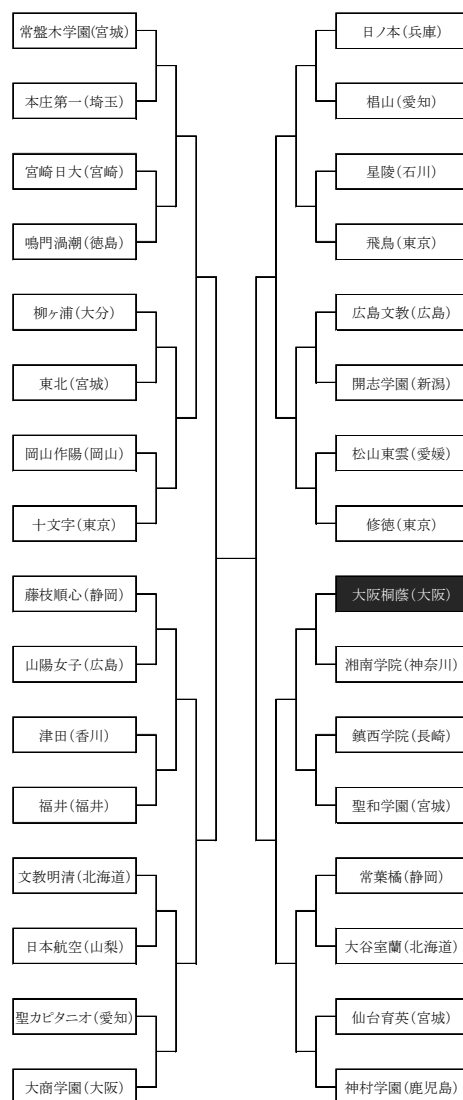 常盤木学園(宮城)
本庄第一(埼玉)
宮崎日大(宮崎)
鳴門渦潮(徳島)
柳ヶ浦(大分)
東北(宮城)
岡山作陽(岡山)
十文字(東京)
藤枝順心(静岡)
山陽女子(広島)
津田(香川)
福井(福井)
文教明清(北海道)
日本航空(山梨)
聖カピタニオ(愛知)
大商学園(大阪)
日ノ本(兵庫)
椙山(愛知)
星陵(石川)
飛鳥(東京)
広島文教(広島)
開志学園(新潟)
松山東雲(愛媛)
修徳(東京)
大阪桐蔭(大阪)
湘南学院(神奈川)
鎮西学院(長崎)
聖和学園(宮城)
常葉橘(静岡)
大谷室蘭(北海道)
仙台育英(宮城)
神村学園(鹿児島)